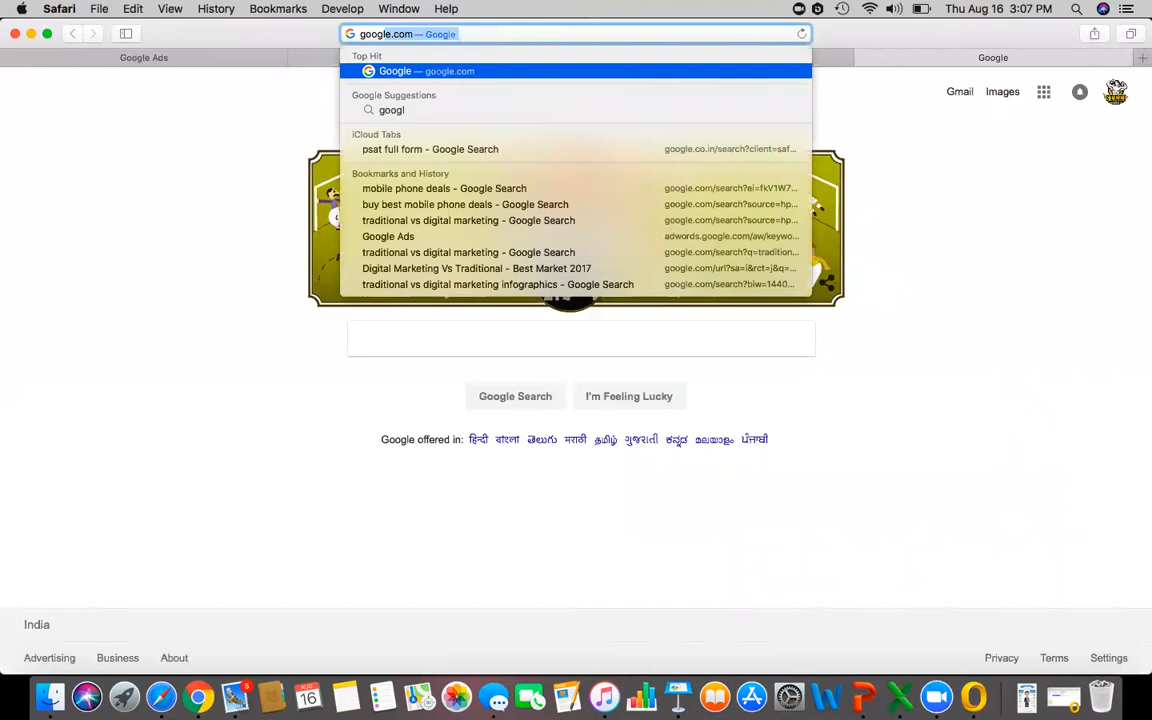 Safari File Edit View History Bookmarks Develop Window Help Thu Aug 16 3:07 PM
google.com — Google
Google Ads Google
Top Hit
Google — google.com
Google Suggestions
googl
iCloud Tabs
psat full form - Google Search google.co.in/search?client=saf...
Bookmarks and History
mobile phone deals - Google Search google.com/search?ei=fkV1W7...
buy best mobile phone deals - Google Search google.com/search?source=hp...
traditional vs digital marketing - Google Search google.com/search?source=hp...
Google Ads adwords.google.com/aw/keywo...
traditional vs digital marketing - Google Search google.com/search?q=tradition...
Digital Marketing Vs Traditional - Best Market 2017 google.com/url?sa=i&rct=j&q=...
traditional vs digital marketing infographics - Google Search google.com/search?biw=1440...
Gmail Images
Google Search I'm Feeling Lucky
Google offered in: हिन्दी বাংলা తెలుగు मराठी தமிழ் ગુજરાતી ಕನ್ನಡ മലയാളം ਪੰਜਾਬੀ
India
Advertising Business About Privacy Terms Settings
5
AUG
16